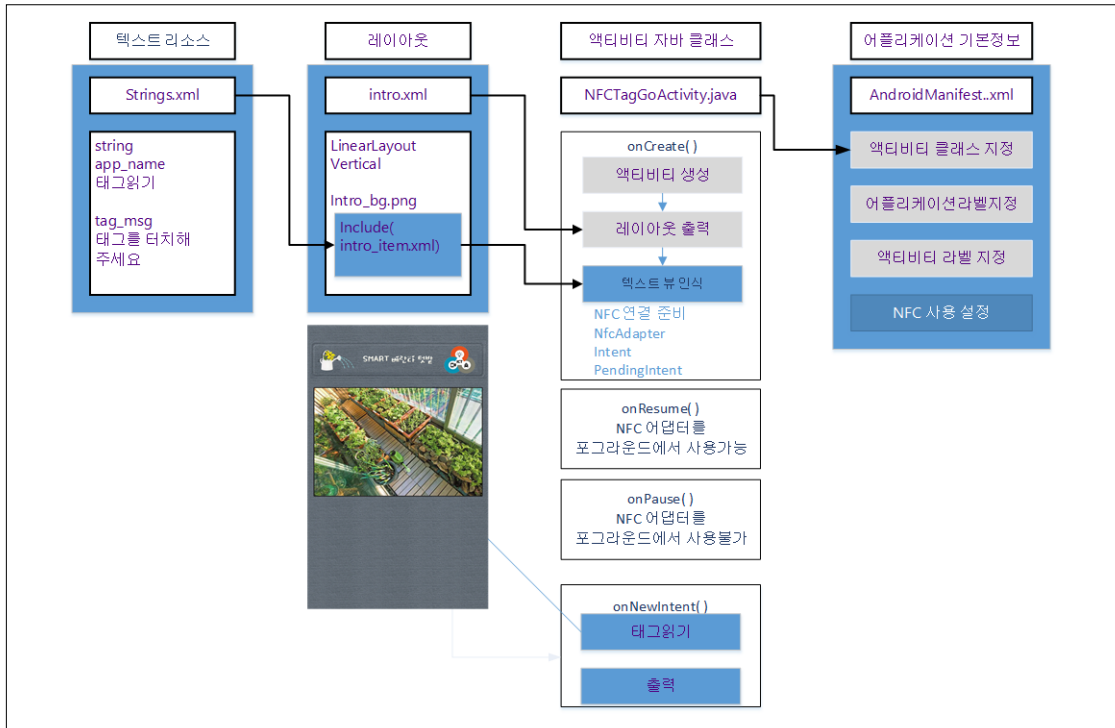 텍스트 리소스
레이아웃
액티비티 자바 클래스
어플리케이션 기본정보
Strings.xml
intro.xml
NFCTagGoActivity.java
AndroidManifest..xml
string
app_name
태그읽기
tag_msg
태그를 터치해
주세요
LinearLayout
Vertical
Intro_bg.png
Include(
intro_item.xml)
SMART 베란다 텃밭
onCreate( )
액티비티 생성
레이아웃 출력
텍스트 뷰 인식
NFC 연결 준비
NfcAdapter
Intent
PendingIntent
onResume( )
NFC 어댑터를
포그라운드에서 사용가능
onPause( )
NFC 어댑터를
포그라운드에서 사용불가
onNewIntent( )
태그읽기
출력
액티비티 클래스 지정
어플리케이션라벨지정
액티비티 라벨 지정
NFC 사용 설정